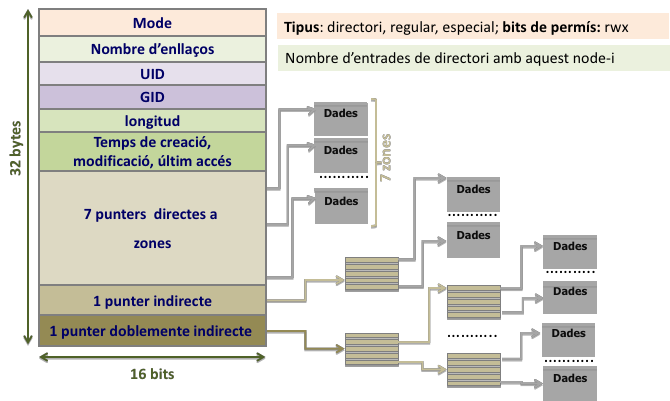 Mode
Tipus: directori, regular, especial; bits de permís: rwx
Nombre d'enllaços
Nombre d'entrades de directori amb aquest node-i
UID
GID
longitud
Temps de creació,
modificació, últim accés
7 punters directes a
zones
1 punter indirecte
1 punter doblement indirecte
32 bytes
16 bits
Dades
Dades
Dades
7 zones
Dades
Dades
Dades
Dades
Dades
Dades